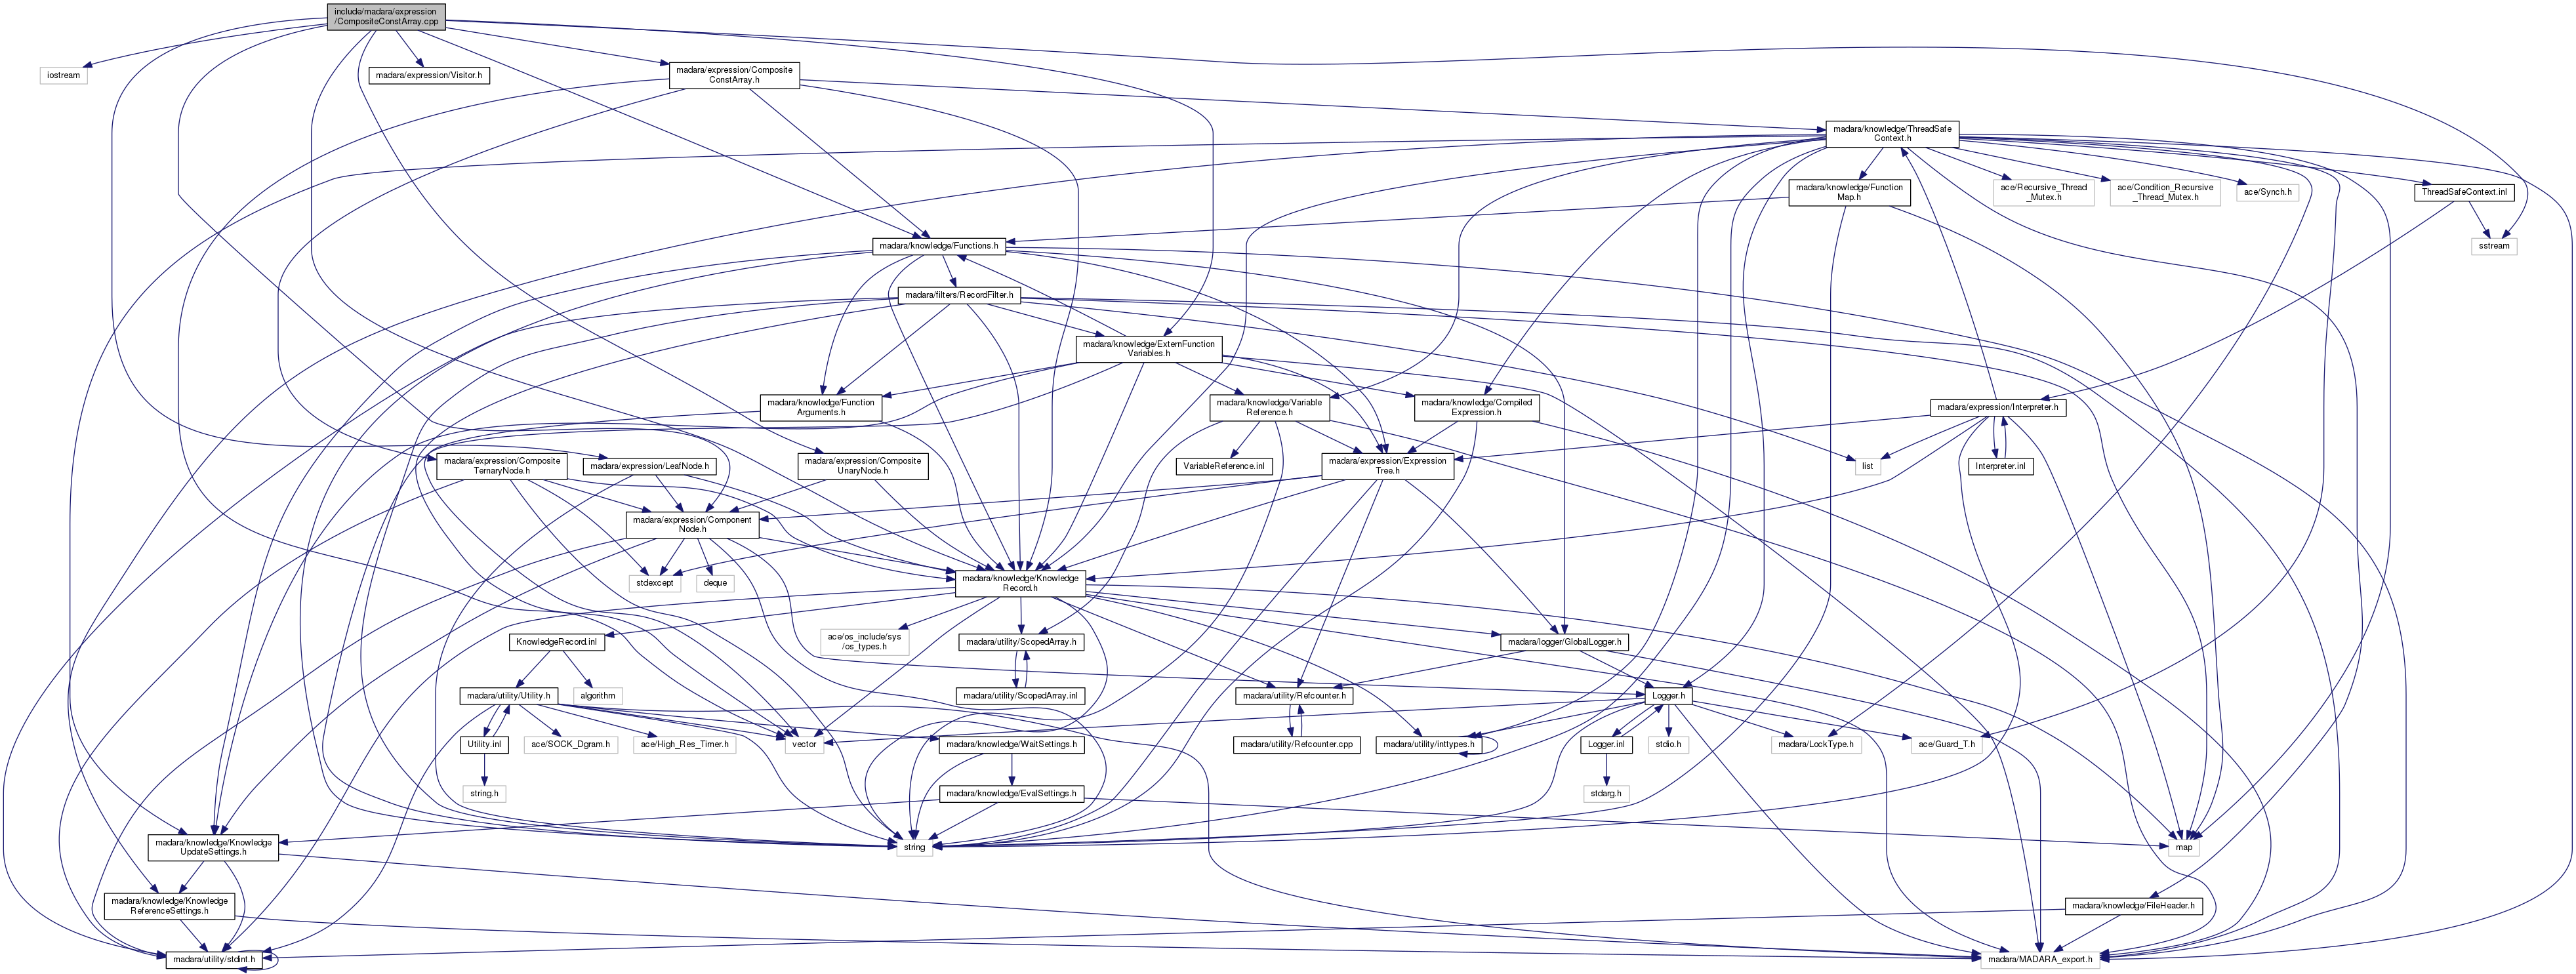 include/madara/expression
/CompositeConstArray.cpp
iostream
madara/expression/Visitor.h
madara/expression/Composite
ConstArray.h
madara/knowledge/ThreadSafe
Context.h
madara/knowledge/Function
Map.h
ace/Recursive_Thread
_Mutex.h
ace/Condition_Recursive
_Thread_Mutex.h
ace/Synch.h
ThreadSafeContext.inl
madara/knowledge/Functions.h
sstream
madara/filters/RecordFilter.h
madara/knowledge/ExternFunction
Variables.h
madara/knowledge/Function
Arguments.h
madara/knowledge/Variable
Reference.h
madara/knowledge/Compiled
Expression.h
madara/expression/Interpreter.h
madara/expression/Composite
TernaryNode.h
madara/expression/LeafNode.h
madara/expression/Composite
UnaryNode.h
VariableReference.inl
madara/expression/Expression
Tree.h
list
Interpreter.inl
madara/expression/Component
Node.h
stdexcept
deque
madara/knowledge/Knowledge
Record.h
KnowledgeRecord.inl
ace/os_include/sys
/os_types.h
madara/utility/ScopedArray.h
madara/logger/GlobalLogger.h
madara/utility/Utility.h
algorithm
madara/utility/ScopedArray.inl
madara/utility/Refcounter.h
Logger.h
Utility.inl
ace/SOCK_Dgram.h
ace/High_Res_Timer.h
vector
madara/knowledge/WaitSettings.h
madara/utility/Refcounter.cpp
madara/utility/inttypes.h
Logger.inl
stdio.h
madara/LockType.h
ace/Guard_T.h
string.h
madara/knowledge/EvalSettings.h
stdarg.h
madara/knowledge/Knowledge
UpdateSettings.h
string
map
madara/knowledge/Knowledge
ReferenceSettings.h
madara/knowledge/FileHeader.h
madara/utility/stdint.h
madara/MADARA_export.h